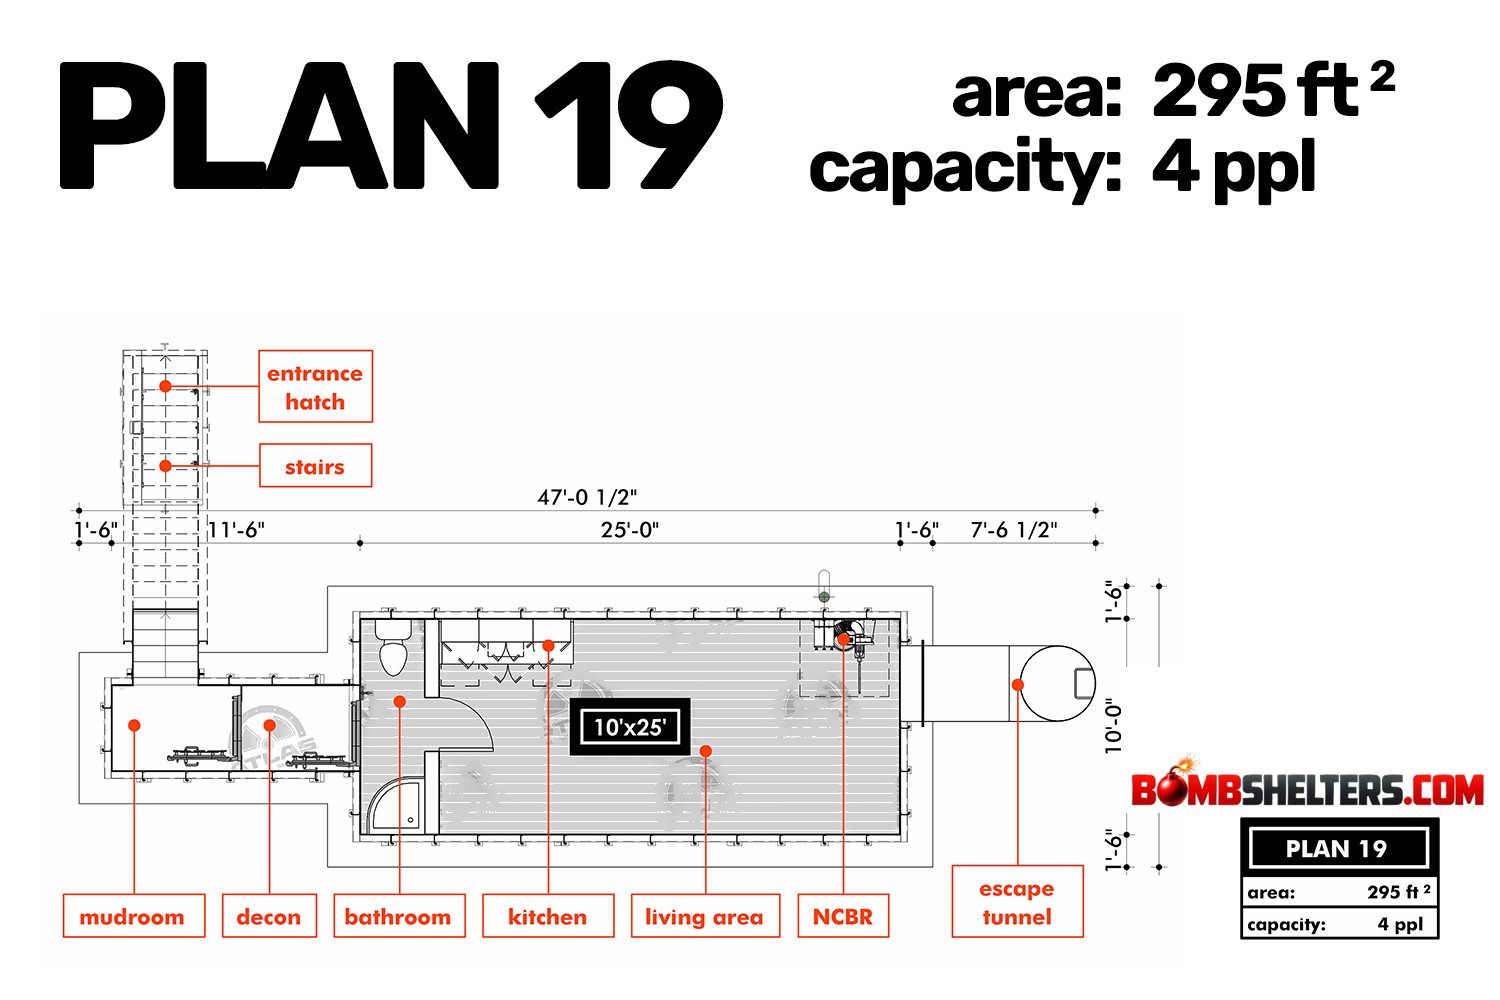 PLAN 19
area: 295 ft ²
capacity: 4 ppl
entrance
hatch
stairs
47'-0 1/2"
1'-6" 11'-6" 25'-0" 1'-6" 7'-6 1/2"
1'-6"
10'-0"
1'-6"
ATLAS
10'x25'
mudroom decon bathroom kitchen living area NCBR
escape
tunnel
BOMBSHELTERS.COM
PLAN 19
area: 295 ft ²
capacity: 4 ppl